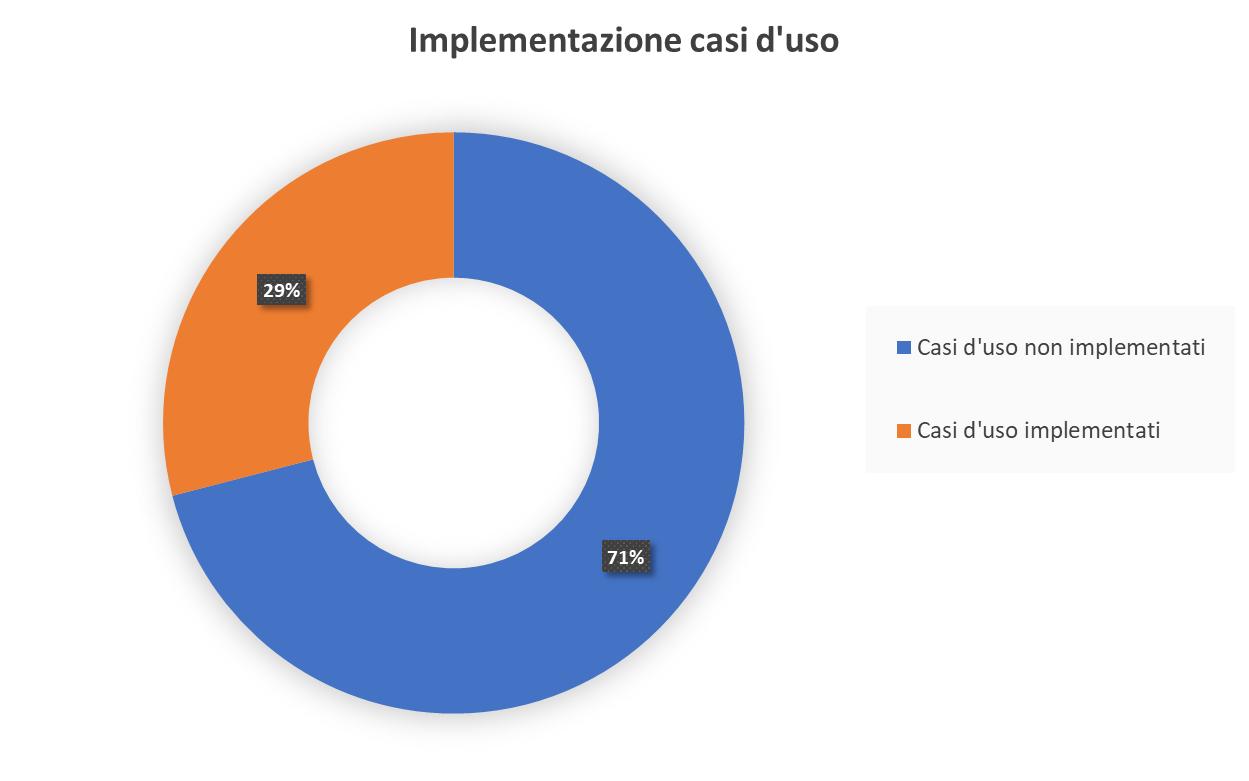 Implementazione casi d'uso
29%
Casi d'uso non implementati
Casi d'uso implementati
71%